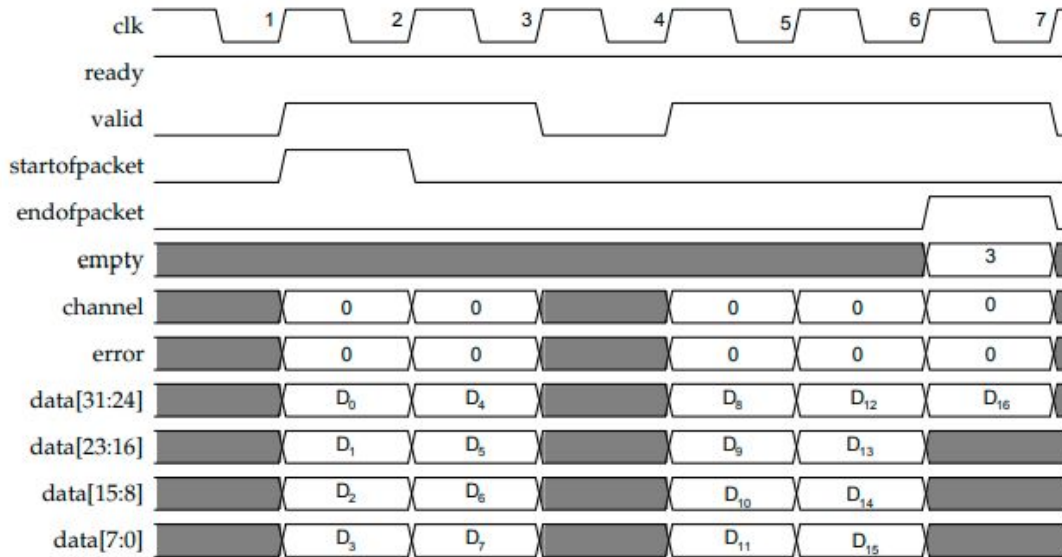 clk 1 2 3 4 5 6 7
ready
valid
startofpacket
endofpacket
empty 3
channel 0 0 0 0 0
error 0 0 0 0 0
data[31:24] D₀ D₄ D₈ D₁₂ D₁₆
data[23:16] D₁ D₅ D₉ D₁₃
data[15:8] D₂ D₆ D₁₀ D₁₄
data[7:0] D₃ D₇ D₁₁ D₁₅